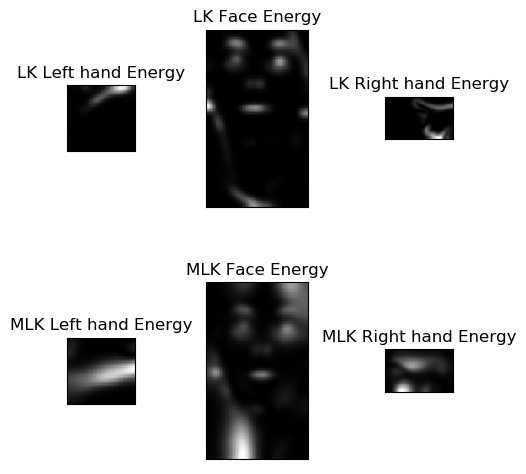 LK Face Energy
LK Left hand Energy
LK Right hand Energy
MLK Face Energy
MLK Left hand Energy
MLK Right hand Energy